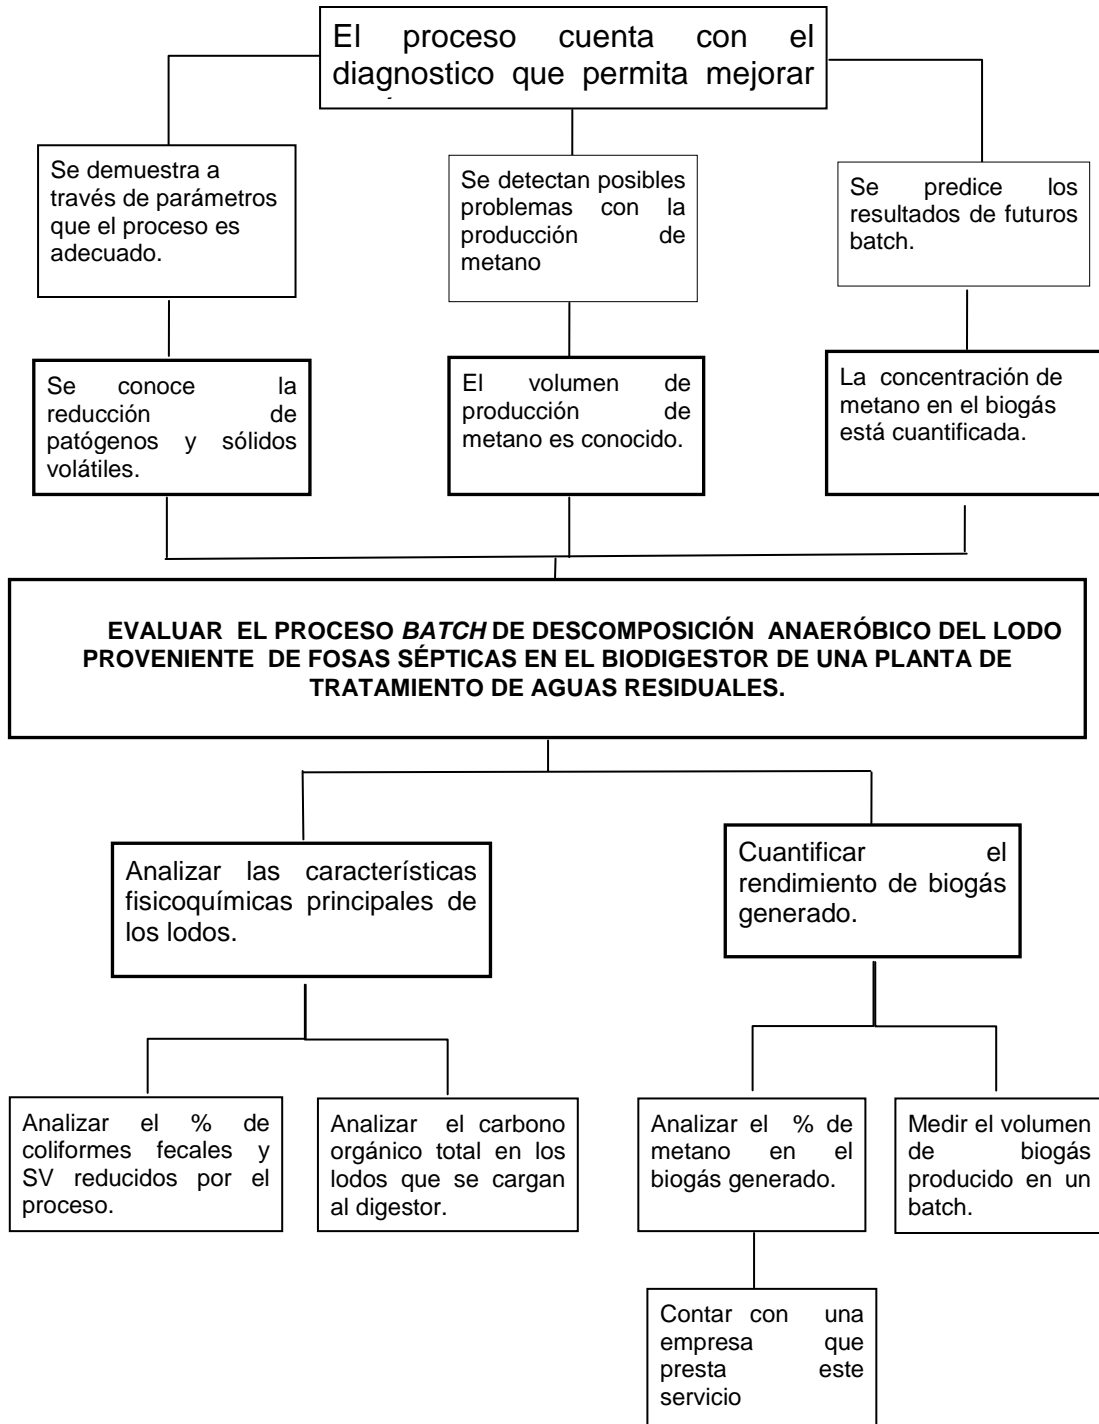 El proceso cuenta con el
diagnostico que permita mejorar
Se demuestra a
través de parámetros
que el proceso es
adecuado.
Se detectan posibles
problemas con la
producción de
metano
Se predice los
resultados de futuros
batch.
Se conoce la
reducción de
patógenos y sólidos
volátiles.
El volumen de
producción de
metano es conocido.
La concentración de
metano en el biogás
está cuantificada.
EVALUAR EL PROCESO BATCH DE DESCOMPOSICIÓN ANAERÓBICO DEL LODO
PROVENIENTE DE FOSAS SÉPTICAS EN EL BIODIGESTOR DE UNA PLANTA DE
TRATAMIENTO DE AGUAS RESIDUALES.
Analizar las características
fisicoquímicas principales de
los lodos.
Cuantificar el
rendimiento de biogás
generado.
Analizar el % de
coliformes fecales y
SV reducidos por el
proceso.
Analizar el carbono
orgánico total en los
lodos que se cargan
al digestor.
Analizar el % de
metano en el
biogás generado.
Medir el volumen
de biogás
producido en un
batch.
Contar con una
empresa que
presta este
servicio